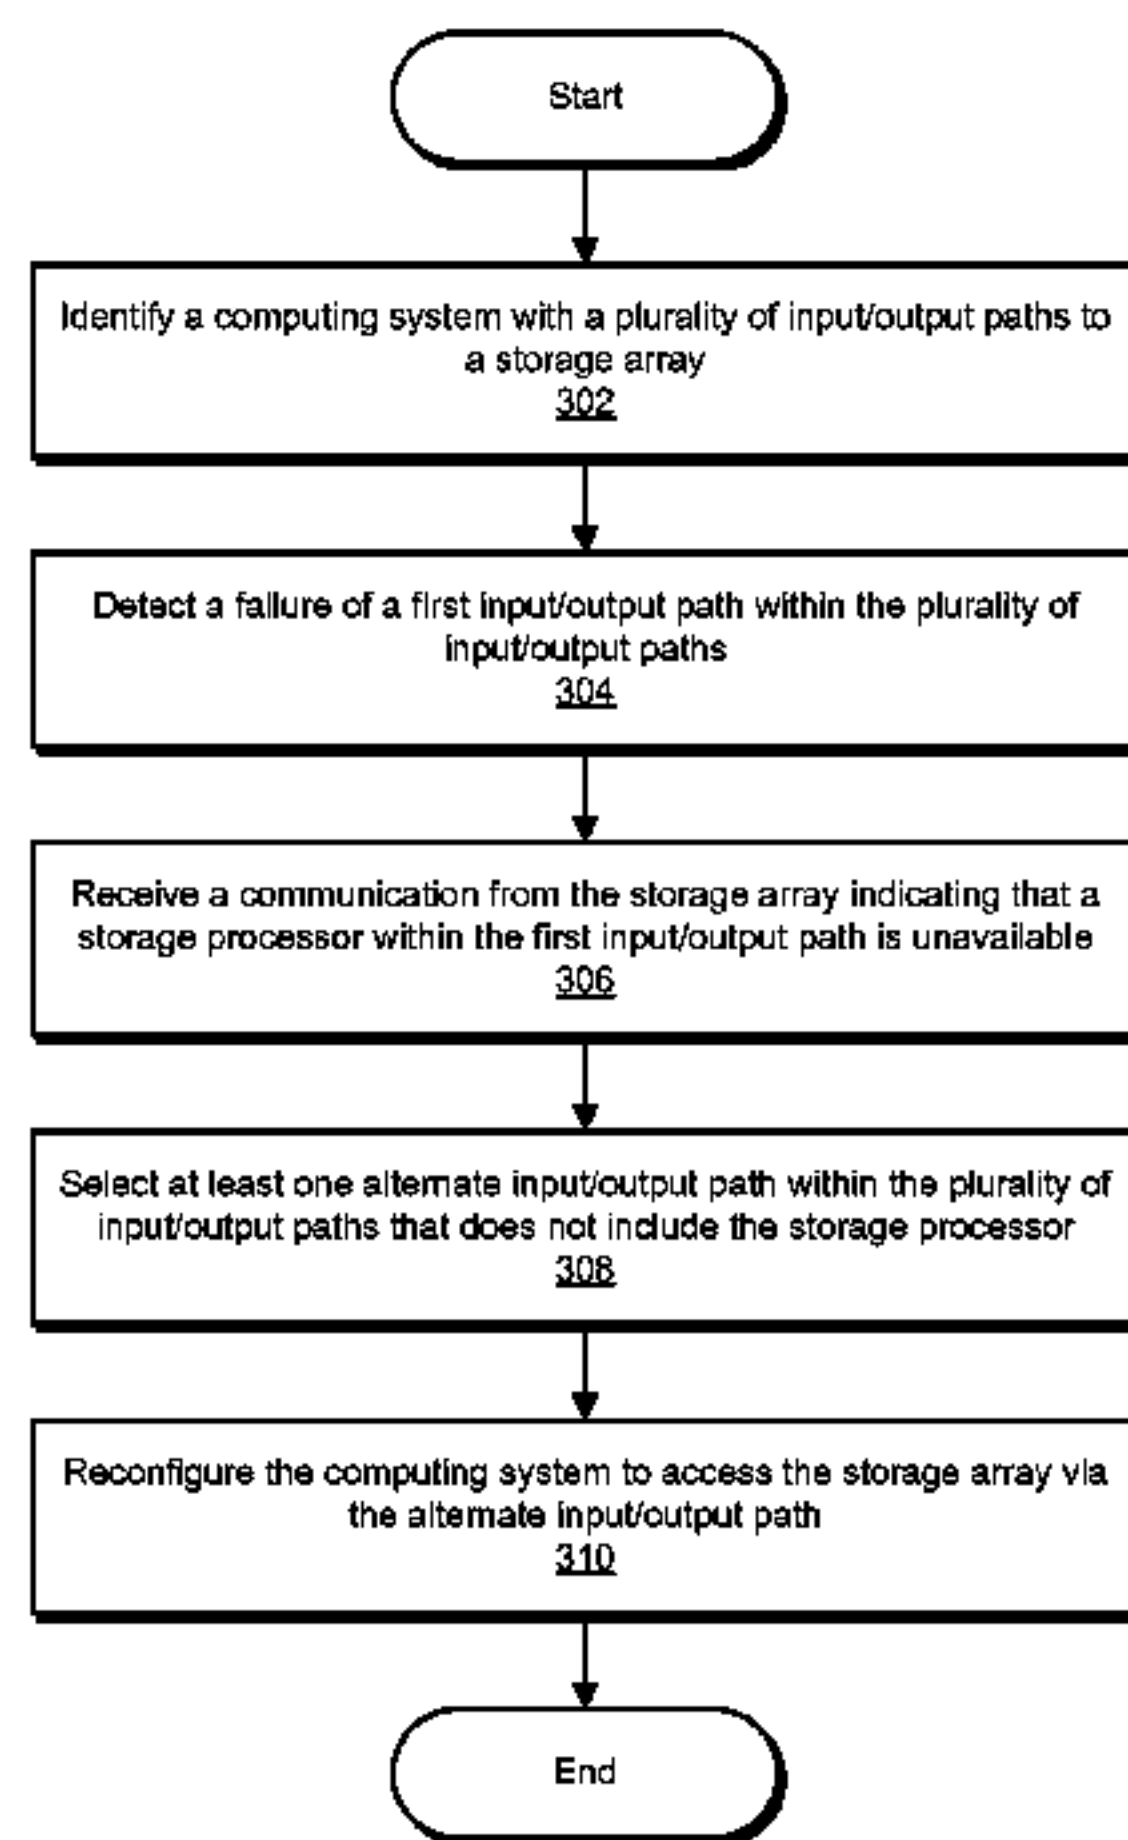 Start
Identify a computing system with a plurality of input/output paths to
a storage array
302
Detect a failure of a first input/output path within the plurality of
input/output paths
304
Receive a communication from the storage array indicating that a
storage processor within the first input/output path is unavailable
306
Select at least one alternate input/output path within the plurality of
input/output paths that does not include the storage processor
308
Reconfigure the computing system to access the storage array via
the alternate input/output path
310
End